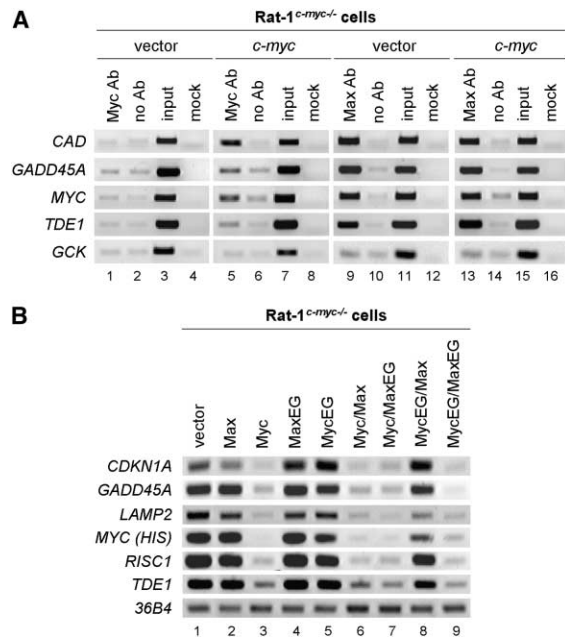 A
Rat-1c-myc-/- cells
vector c-myc vector c-myc
Myc Ab no Ab input mock Myc Ab no Ab input mock Max Ab no Ab input mock Max Ab no Ab input mock
CAD
GADD45A
MYC
TDE1
GCK
1 2 3 4 5 6 7 8 9 10 11 12 13 14 15 16
B
Rat-1c-myc-/- cells
vector Max Myc MaxEG MycEG Myc/Max Myc/MaxEG MycEG/Max MycEG/MaxEG
CDKN1A
GADD45A
LAMP2
MYC (HIS)
RISC1
TDE1
36B4
1 2 3 4 5 6 7 8 9